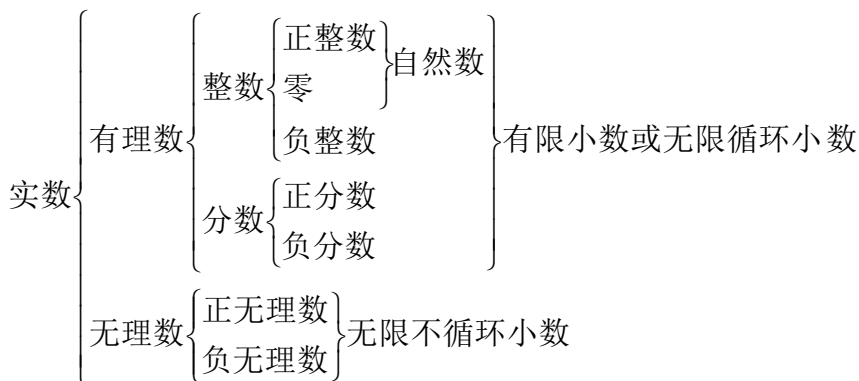 实数
有理数
整数
正整数
零
自然数
负整数
分数
正分数
负分数
有限小数或无限循环小数
无理数
正无理数
负无理数
无限不循环小数